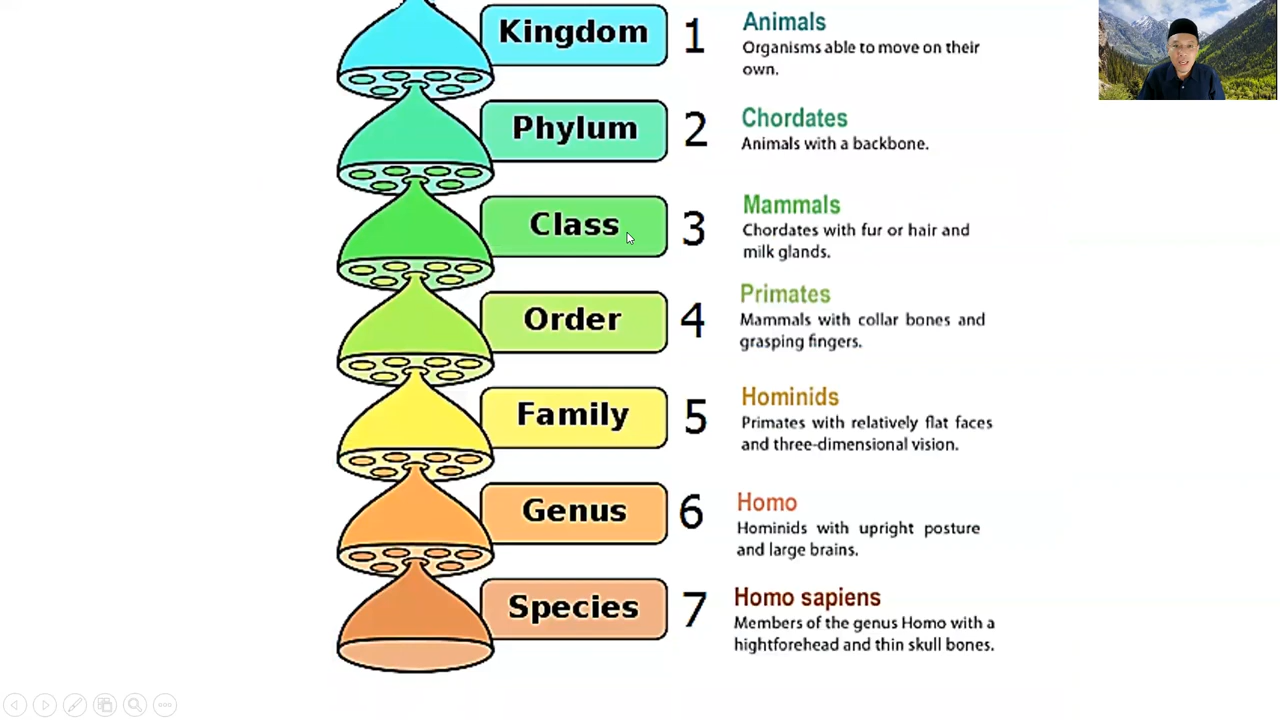 Kingdom 1 Animals
Organisms able to move on their
own.
Phylum 2 Chordates
Animals with a backbone.
Class 3 Mammals
Chordates with fur or hair and
milk glands.
Order 4 Primates
Mammals with collar bones and
grasping fingers.
Family 5 Hominids
Primates with relatively flat faces
and three-dimensional vision.
Genus 6 Homo
Hominids with upright posture
and large brains.
Species 7 Homo sapiens
Members of the genus Homo with a
hightforehead and thin skull bones.